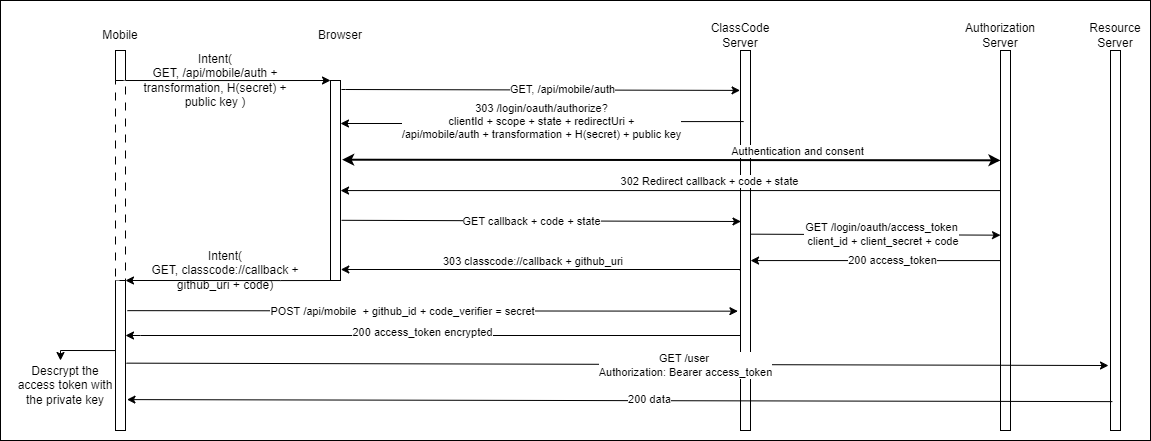 Mobile
Browser
ClassCode
Server
Authorization
Server
Resource
Server
Intent(
GET, /api/mobile/auth +
transformation, H(secret) +
public key )
GET, /api/mobile/auth
303 /login/oauth/authorize?
clientId + scope + state + redirectUri +
/api/mobile/auth + transformation + H(secret) + public key
Authentication and consent
302 Redirect callback + code + state
GET callback + code + state
GET /login/oauth/access_token
client_id + client_secret + code
Intent(
GET, classcode://callback +
github_uri + code)
303 classcode://callback + github_uri
200 access_token
POST /api/mobile + github_id + code_verifier = secret
200 access_token encrypted
GET /user
Authorization: Bearer access_token
Descrypt the
access token with
the private key
200 data